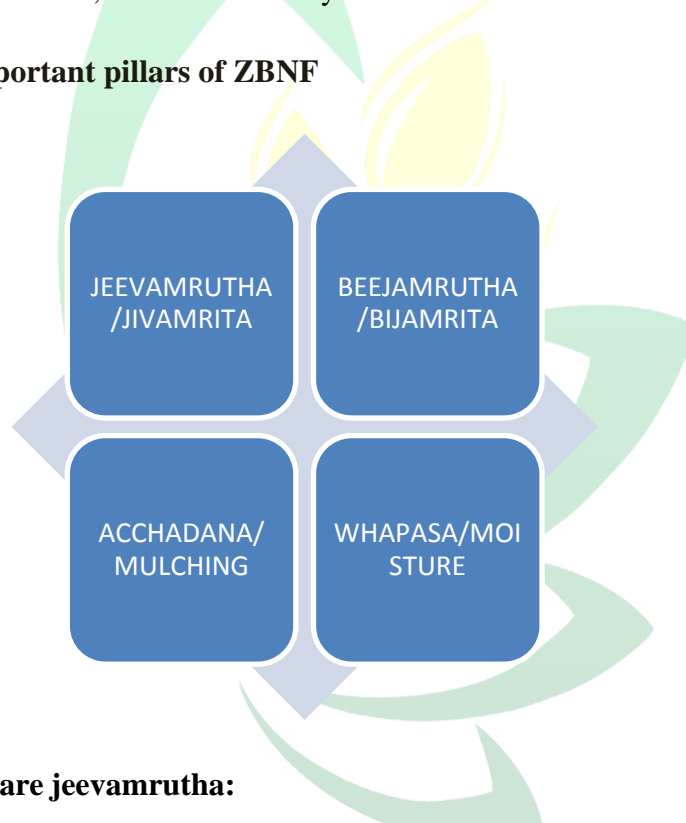 portant pillars of ZBNF
JEEVAMRUTHA
/JIVAMRITA
BEEJAMRUTHA
/BIJAMRITA
ACCHADANA/
MULCHING
WHAPASA/MOI
STURE
are jeevamrutha: